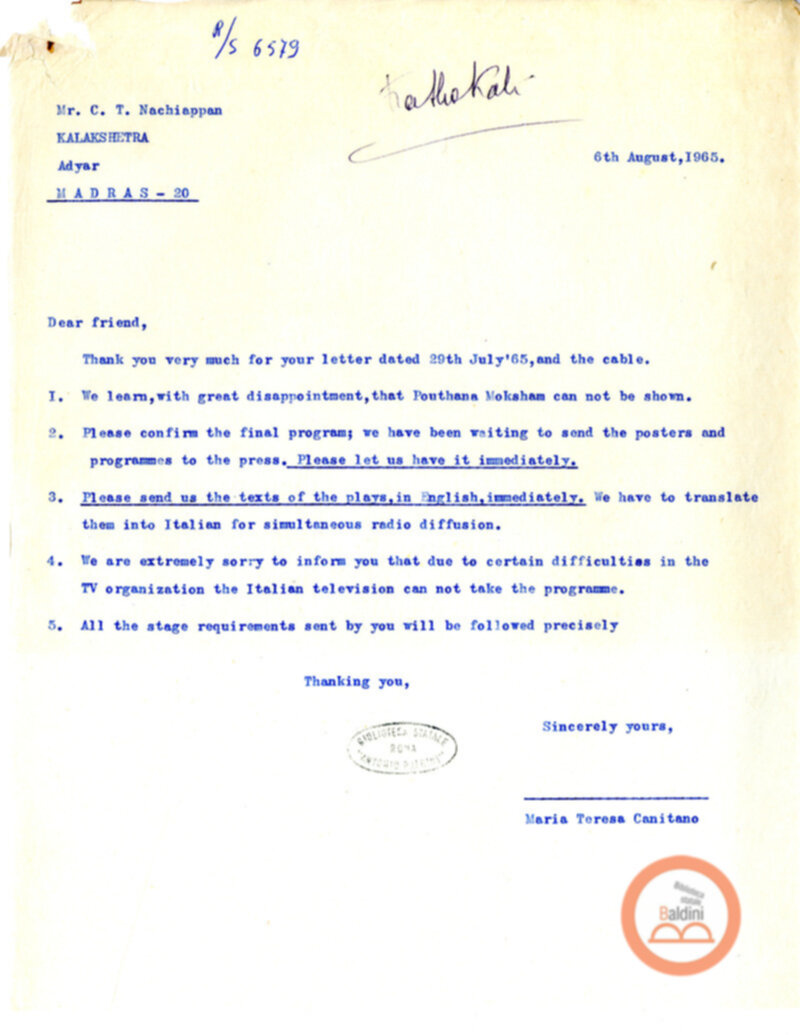 R/S 6579
Kathakali
Mr. C. T. Nachiappan
KALAKSHETRA
Adyar
MADRAS - 20
6th August,1965.
Dear friend,
Thank you very much for your letter dated 29th July'65,and the cable.
1. We learn,with great disappointment,that Pouthana Moksham can not be shown.
2. Please confirm the final program; we have been waiting to send the posters and
programmes to the press. Please let us have it immediately.
3. Please send us the texts of the plays,in English,immediately. We have to translate
them into Italian for simultaneous radio diffusion.
4. We are extremely sorry to inform you that due to certain difficulties in the
TV organization the Italian television can not take the programme.
5. All the stage requirements sent by you will be followed precisely
Thanking you,
Sincerely yours,
BIBLIOTECA STATALE
ROMA
Maria Teresa Canitano
Biblioteca
statale
Baldini